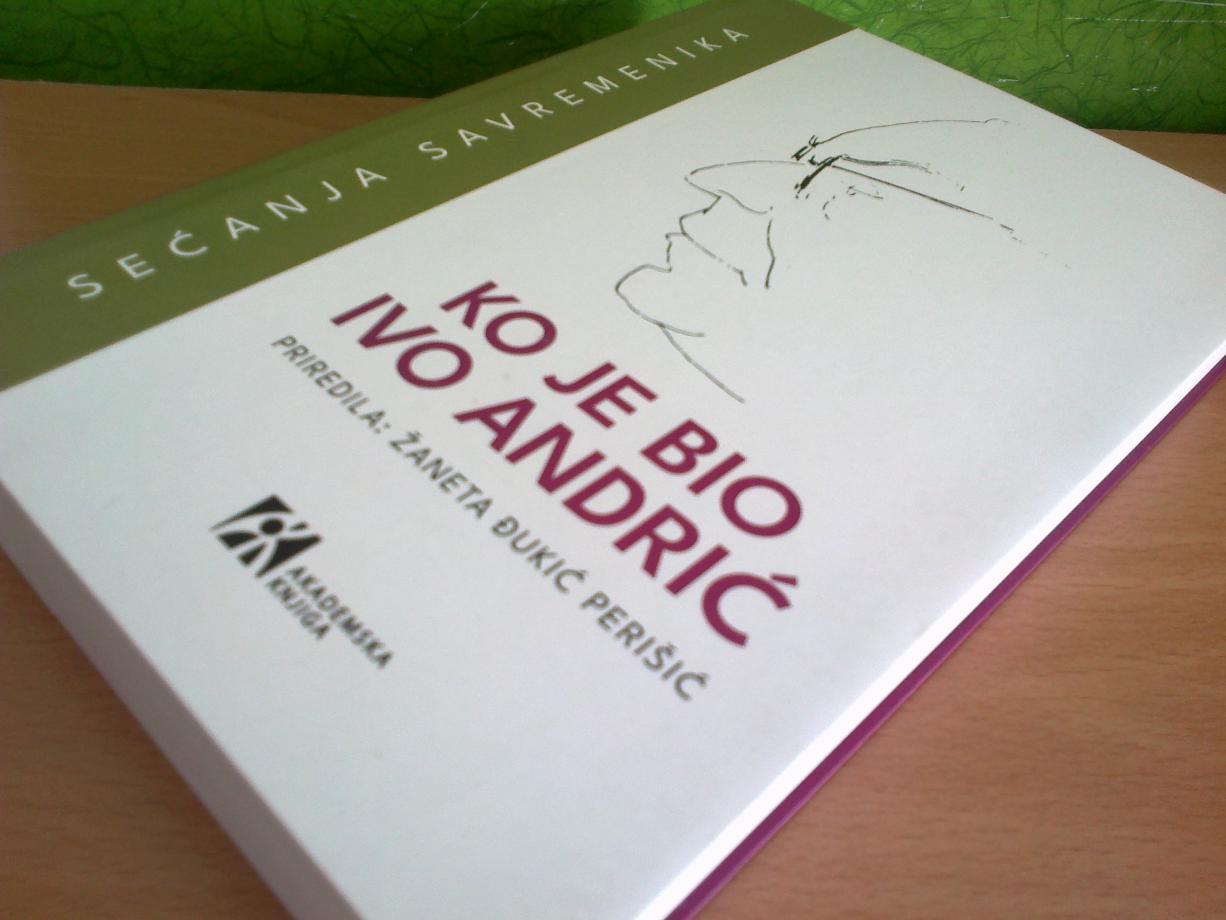 SEĆANJA SAVREMENIKA
KO JE BIO
IVO ANDRIĆ
PRIREDILA: ŽANETA ĐUKIĆ PERIŠIĆ
AKADEMSKA
KNJIGA